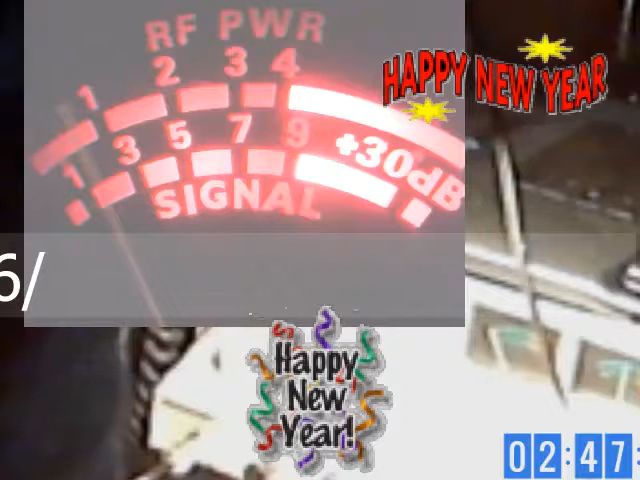 RF PWR
1 2 3 4
HAPPY NEW YEAR
1 3 5 7 9 +30dB
SIGNAL
6/
Happy
New
Year!
02:47: